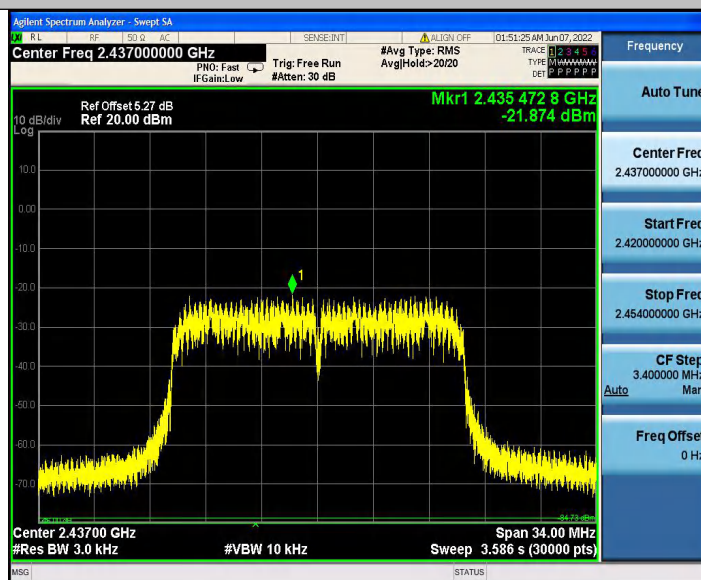 Agilent Spectrum Analyzer - Swept SA
LXI RL RF 50 Ω AC SENSE:INT ALIGN OFF 01:51:25 AM Jun 07, 2022
Center Freq 2.437000000 GHz
PNO: Fast
IFGain:Low
Trig: Free Run
#Atten: 30 dB
#Avg Type: RMS
Avg|Hold:>20/20
TRACE 1 2 3 4 5 6
TYPE MWWWWW
DET P P P P P P
Mkr1 2.435 472 8 GHz
-21.874 dBm
Ref Offset 5.27 dB
10 dB/div Ref 20.00 dBm
Log
10.0
0.00
-10.0
1
-20.0
-30.0
-40.0
-50.0
-60.0
-70.0
-84.73 dBm
Center 2.43700 GHz Span 34.00 MHz
#Res BW 3.0 kHz #VBW 10 kHz Sweep 3.586 s (30000 pts)
MSG STATUS
Frequency
Auto Tune
Center Freq
2.437000000 GHz
Start Freq
2.420000000 GHz
Stop Freq
2.454000000 GHz
CF Step
3.400000 MHz
Auto Man
Freq Offset
0 Hz